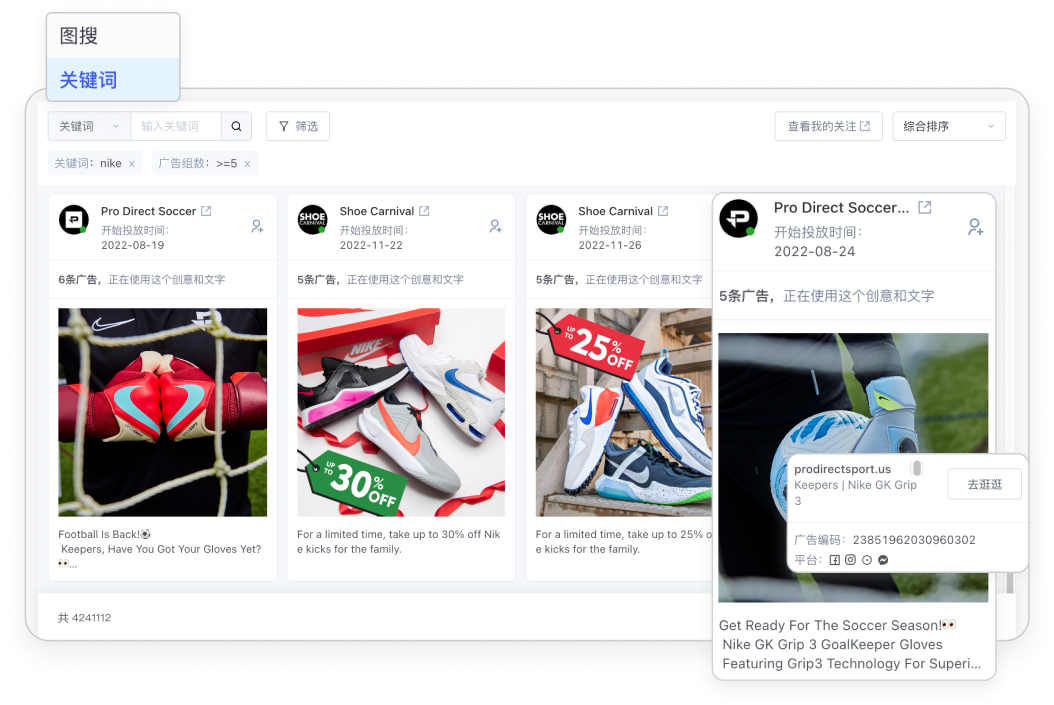 图搜
关键词
关键词
输入关键词
筛选
查看我的关注
综合排序
关键词: nike ×
广告组数: >=5 ×
Pro Direct Soccer
开始投放时间:
2022-08-19
6条广告，正在使用这个创意和文字
Football Is Back!⚽
Keepers, Have You Got Your Gloves Yet?
👀...
SHOE
CARNIVAL
Shoe Carnival
开始投放时间:
2022-11-22
5条广告，正在使用这个创意和文字
NIKE
UP
TO
30%
OFF
For a limited time, take up to 30% off Nik
e kicks for the family.
SHOE
CARNIVAL
Shoe Carnival
开始投放时间:
2022-11-26
5条广告，正在使用这个创意和文字
UP
TO
25%
OFF
For a limited time, take up to 25% o
e kicks for the family.
Pro Direct Soccer...
开始投放时间:
2022-08-24
5条广告，正在使用这个创意和文字
prodirectsport.us
Keepers | Nike GK Grip
3
去逛逛
广告编码: 23851962030960302
平台:
Get Ready For The Soccer Season!👀
Nike GK Grip 3 GoalKeeper Gloves
Featuring Grip3 Technology For Superi...
共 4241112